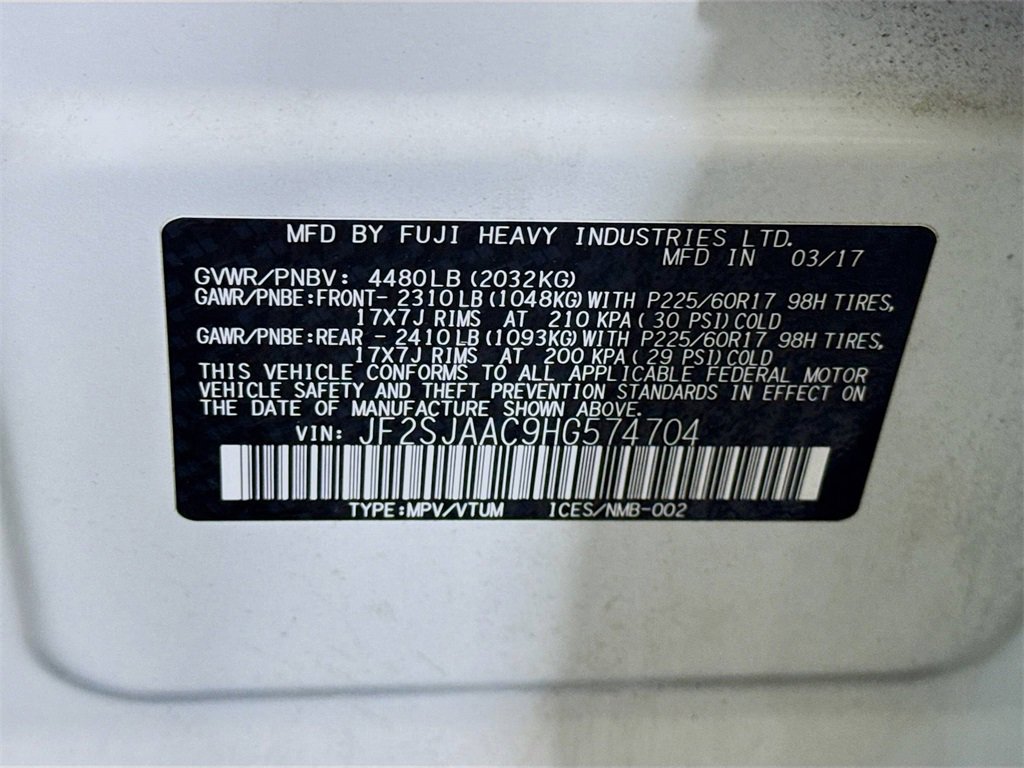 MFD BY FUJI HEAVY INDUSTRIES LTD.
MFD IN 03/17
GVWR/PNBV: 4480LB (2032KG)
GAWR/PNBE:FRONT- 2310 LB (1048KG) WITH P225/60R17 98H TIRES,
17X7J RIMS AT 210 KPA ( 30 PSI) COLD
GAWR/PNBE:REAR - 2410 LB (1093KG) WITH P225/60R17 98H TIRES,
17X7J RIMS AT 200 KPA ( 29 PSI) COLD
THIS VEHICLE CONFORMS TO ALL APPLICABLE FEDERAL MOTOR
VEHICLE SAFETY AND THEFT PREVENTION STANDARDS IN EFFECT ON
THE DATE OF MANUFACTURE SHOWN ABOVE.
VIN: JF2SJAAC9HG574704
TYPE:MPV/VTUM ICES/NMB-002